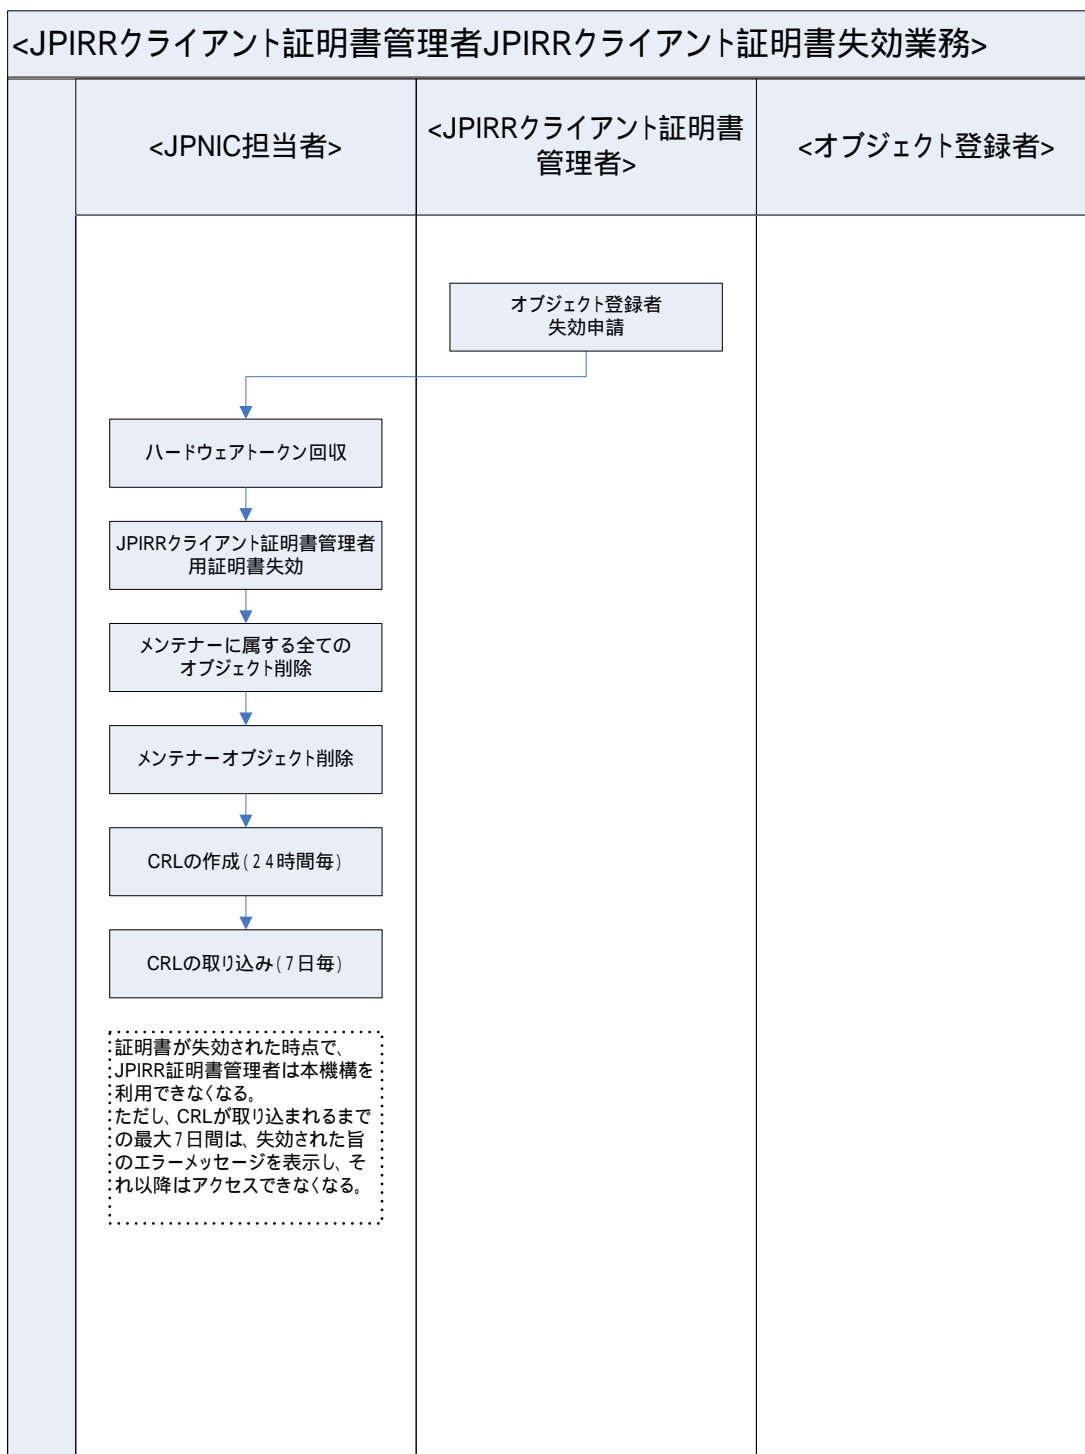 <JPIRRクライアント証明書管理者JPIRRクライアント証明書失効業務>
<JPNIC担当者>
<JPIRRクライアント証明書
管理者>
<オブジェクト登録者>
オブジェクト登録者
失効申請
ハードウェアトークン回収
JPIRRクライアント証明書管理者
用証明書失効
メンテナーに属する全ての
オブジェクト削除
メンテナーオブジェクト削除
CRLの作成(24時間毎)
CRLの取り込み(7日毎)
証明書が失効された時点で、
JPIRR証明書管理者は本機構を
利用できなくなる。
ただし、CRLが取り込まれるまで
の最大7日間は、失効された旨
のエラーメッセージを表示し、そ
れ以降はアクセスできなくなる。